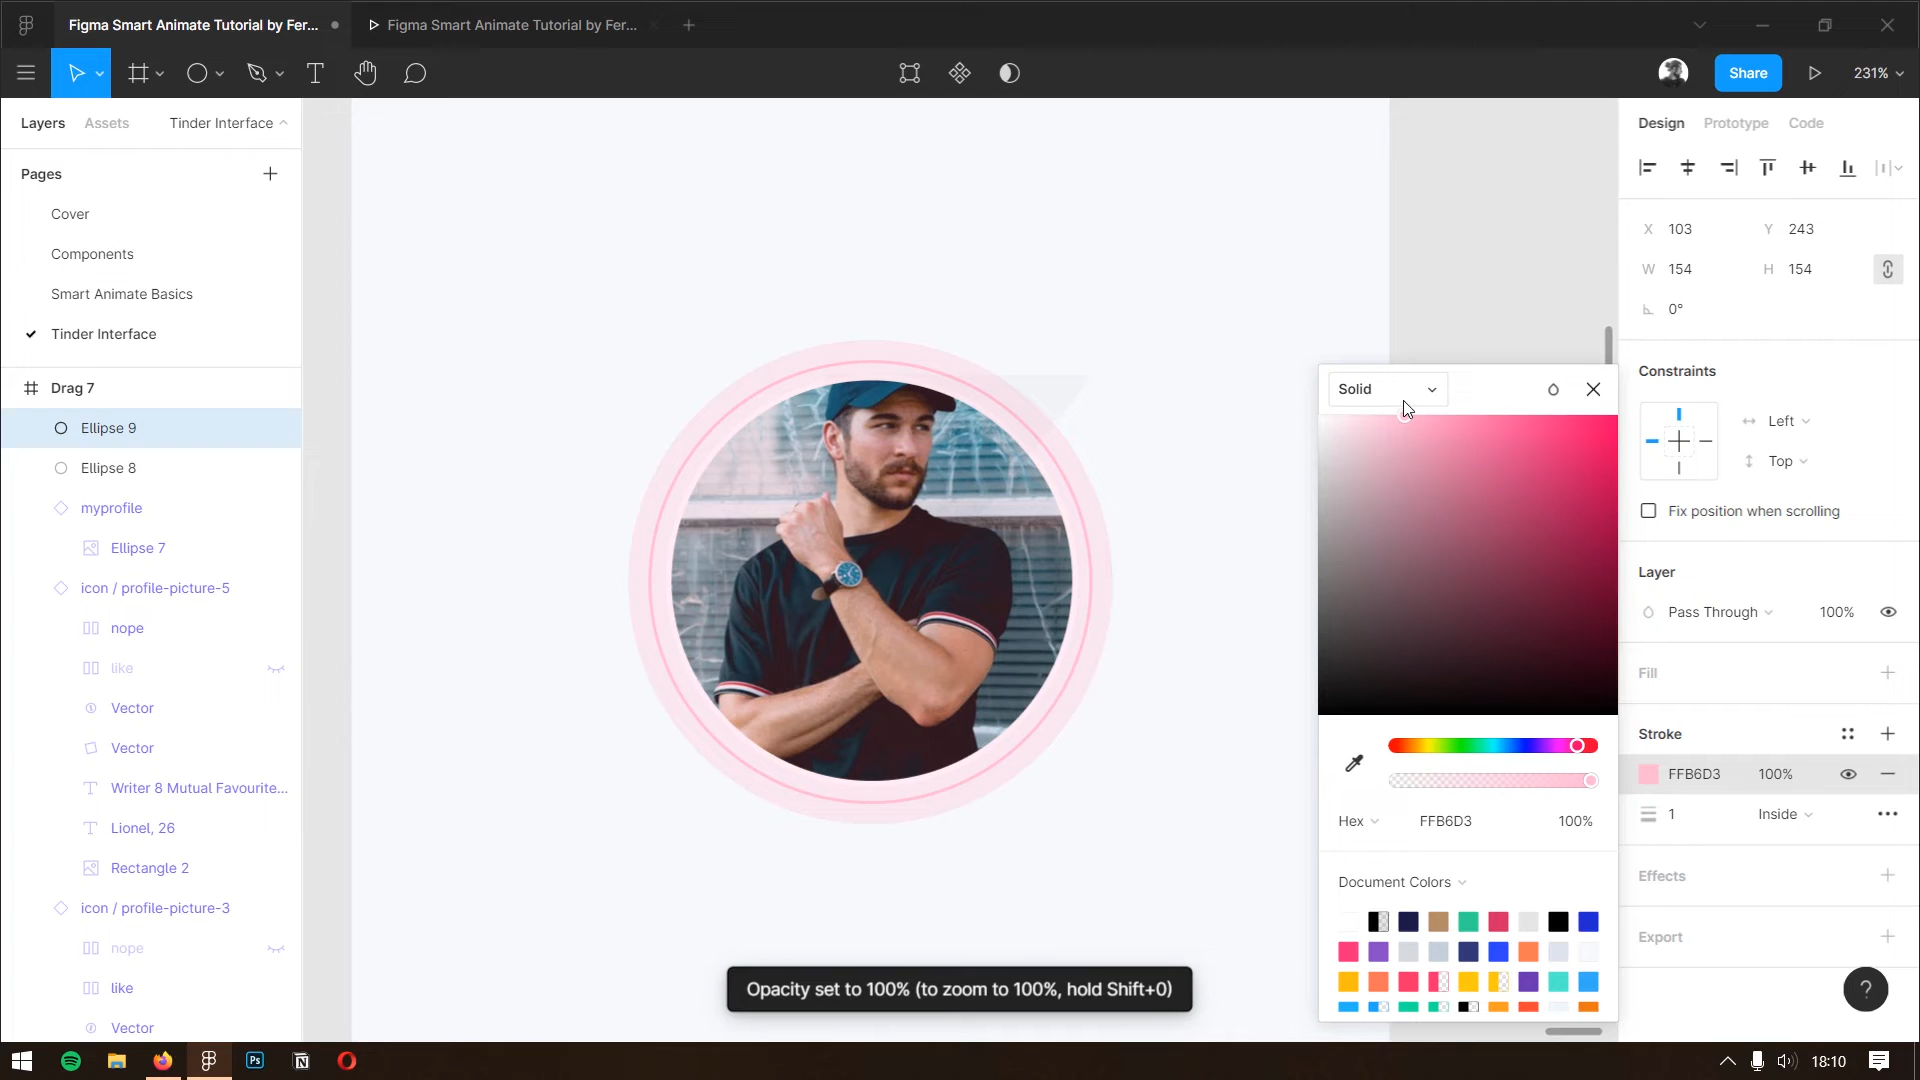 Figma Smart Animate Tutorial by Fer...
Figma Smart Animate Tutorial by Fer...
Share
231%
Layers
Assets
Tinder Interface
Pages
Cover
Components
Smart Animate Basics
Tinder Interface
Drag 7
Ellipse 9
Ellipse 8
myprofile
Ellipse 7
icon / profile-picture-5
nope
like
Vector
Vector
Writer 8 Mutual Favourite...
Lionel, 26
Rectangle 2
icon / profile-picture-3
nope
like
Vector
Solid
Hex
FFB6D3
100%
Document Colors
Opacity set to 100% (to zoom to 100%, hold Shift+0)
Design
Prototype
Code
X 103 Y 243
W 154 H 154
0°
Constraints
Left
Top
Fix position when scrolling
Layer
Pass Through 100%
Fill
Stroke
FFB6D3 100%
1 Inside
Effects
Export
?
Ps
18:10